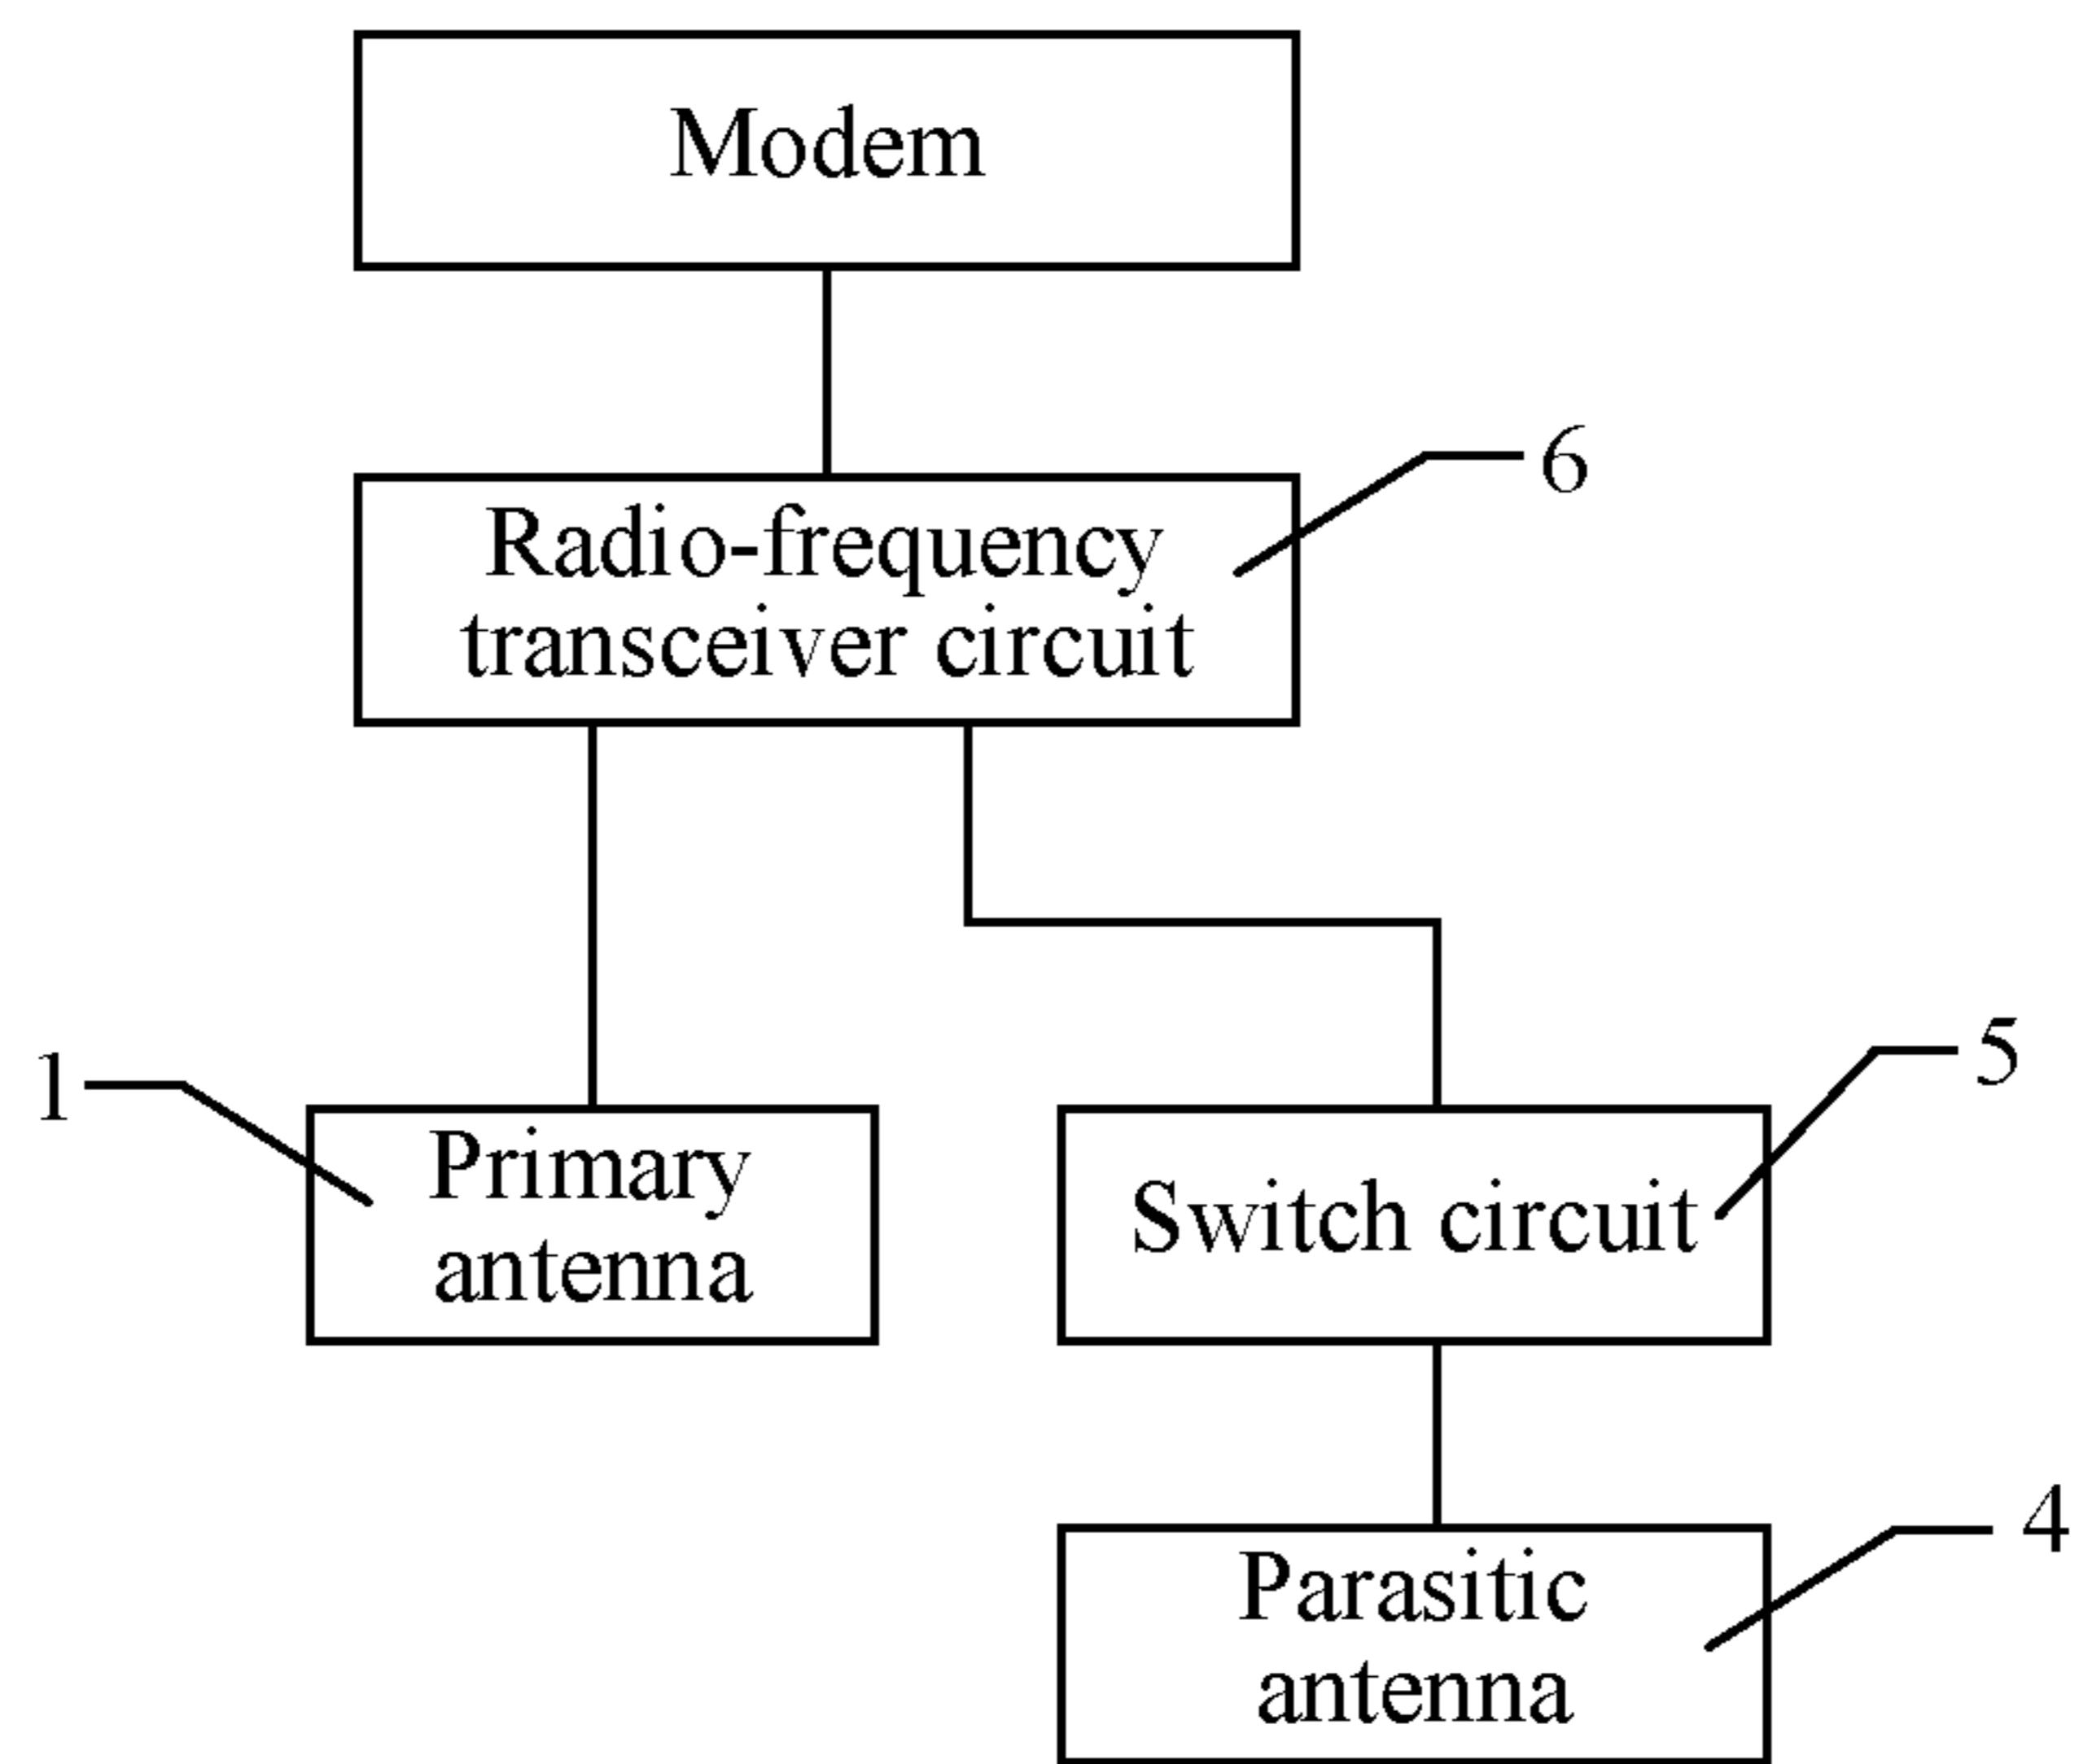 Modem
6
Radio-frequency
transceiver circuit
1
Primary
antenna
5
Switch circuit
4
Parasitic
antenna